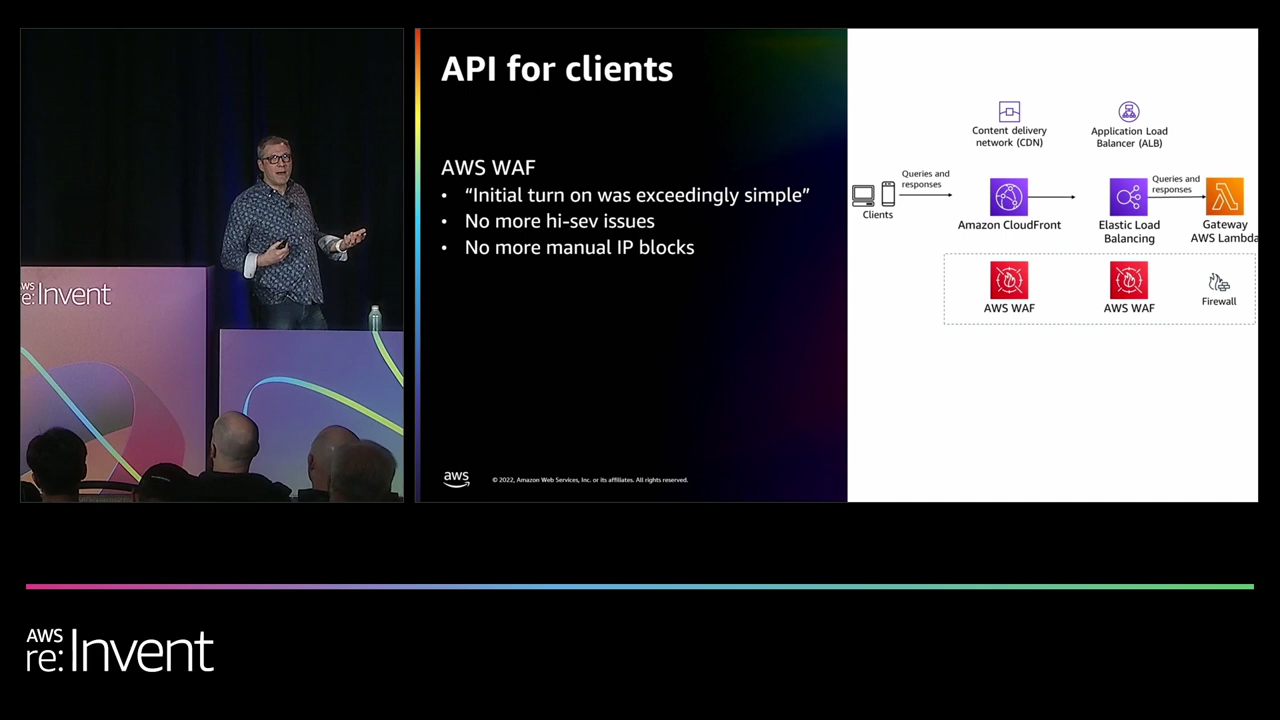 ws
re:Invent
API for clients
AWS WAF
• “Initial turn on was exceedingly simple”
• No more hi-sev issues
• No more manual IP blocks
aws
© 2022, Amazon Web Services, Inc. or its affiliates. All rights reserved.
Content delivery
network (CDN)
Application Load
Balancer (ALB)
Queries and
responses
Queries and
responses
Clients
Amazon CloudFront
Elastic Load
Balancing
Gateway
AWS Lambda
AWS WAF
AWS WAF
Firewall
AWS
re:Invent